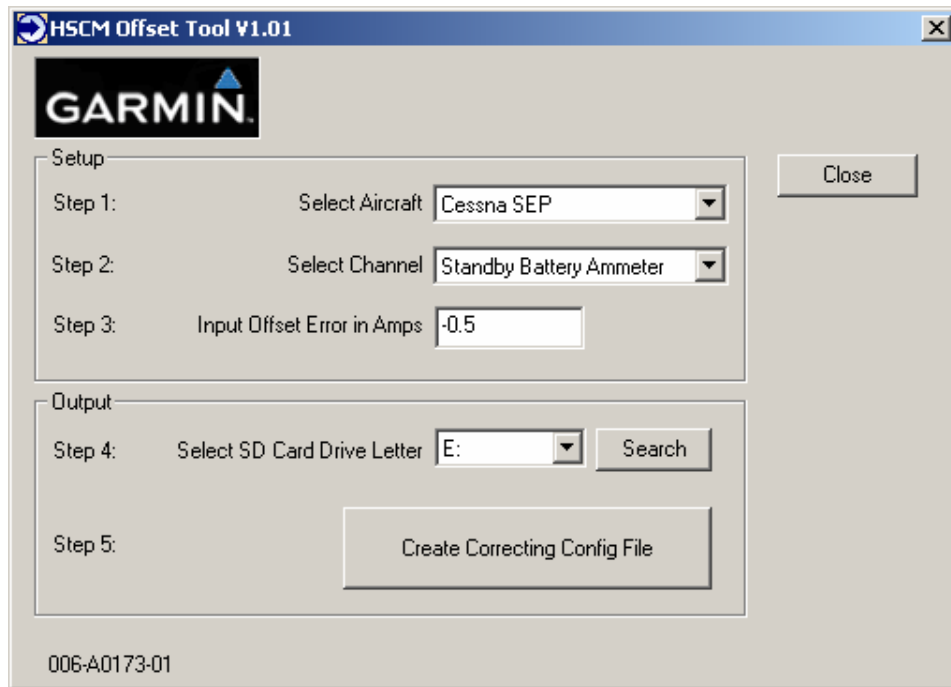 HSCM Offset Tool V1.01
GARMIN.
Setup
Close
Step 1: Select Aircraft Cessna SEP
Step 2: Select Channel Standby Battery Ammeter
Step 3: Input Offset Error in Amps -0.5
Output
Step 4: Select SD Card Drive Letter E: Search
Step 5: Create Correcting Config File
006-A0173-01